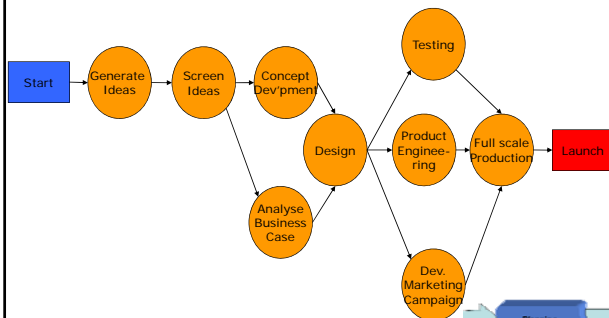 Start
Generate
Ideas
Screen
Ideas
Concept
Dev'pment
Testing
Design
Product
Enginee-
ring
Full scale
Production
Launch
Analyse
Business
Case
Dev.
Marketing
Campaign